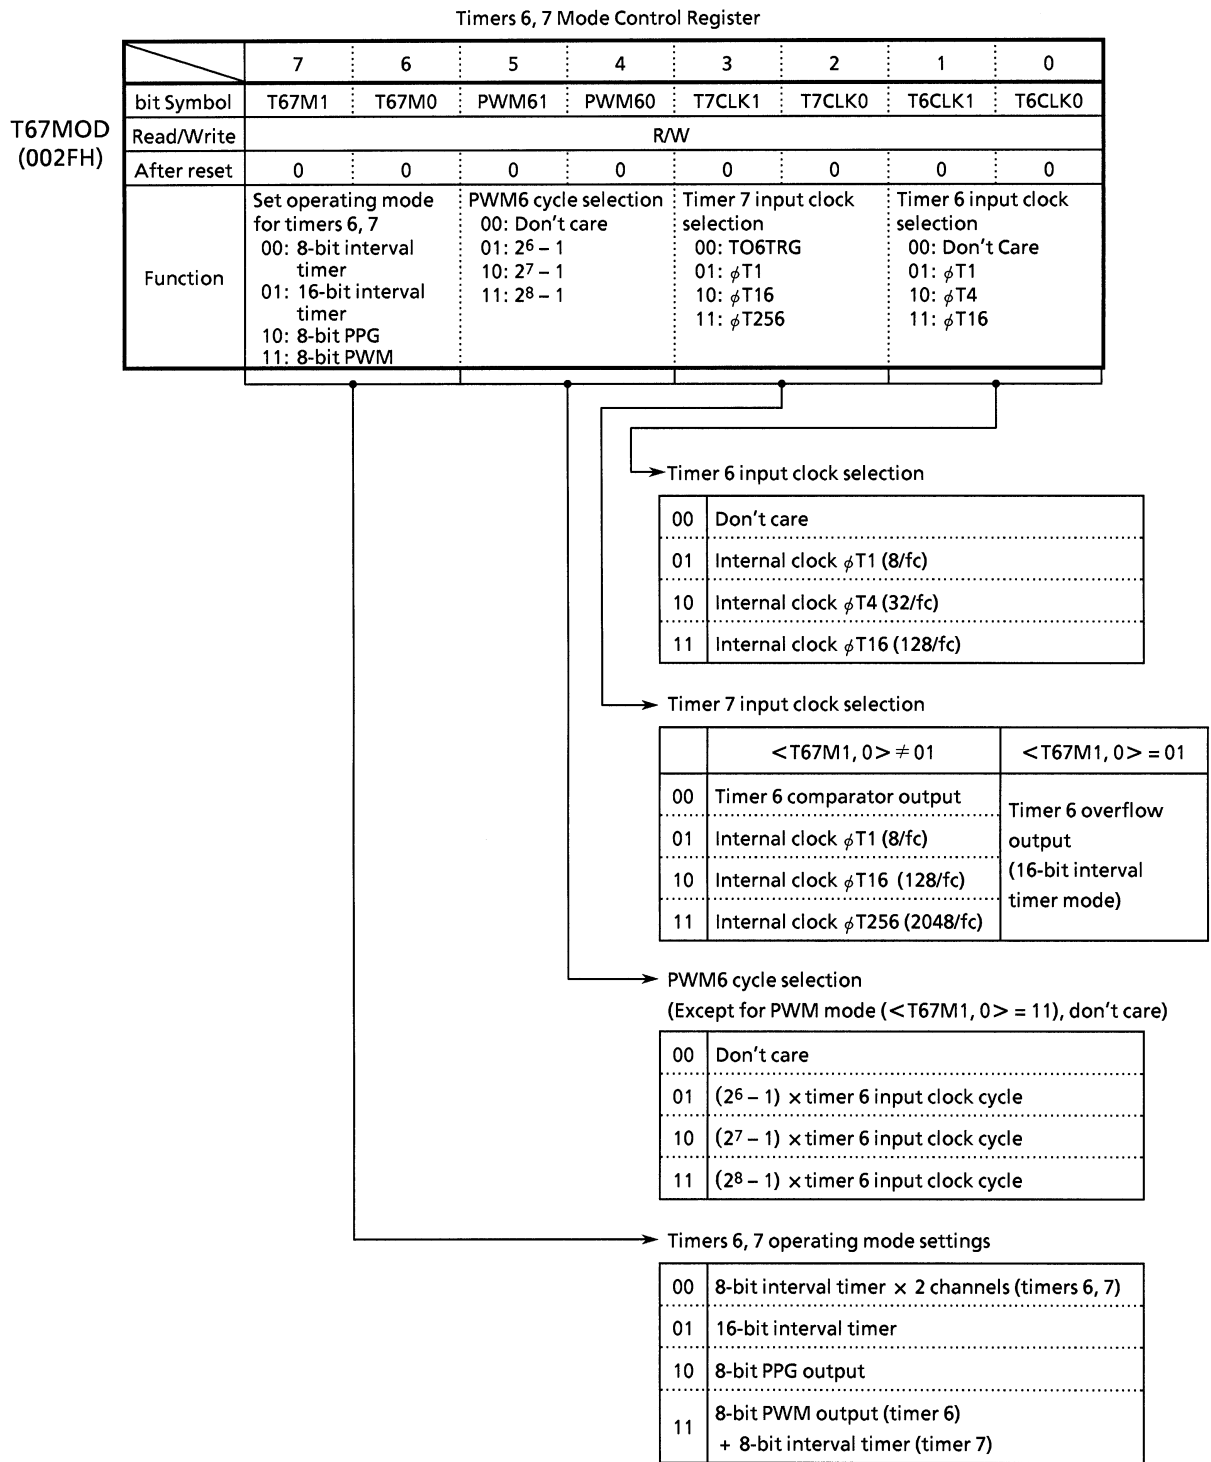 Timers 6, 7 Mode Control Register
7 6 5 4 3 2 1 0
bit Symbol T67M1 T67M0 PWM61 PWM60 T7CLK1 T7CLK0 T6CLK1 T6CLK0
T67MOD
(002FH)
Read/Write R/W
After reset 0 0 0 0 0 0 0 0
Function
Set operating mode
for timers 6, 7
00: 8-bit interval
timer
01: 16-bit interval
timer
10: 8-bit PPG
11: 8-bit PWM
PWM6 cycle selection
00: Don't care
01: 2⁶ – 1
10: 2⁷ – 1
11: 2⁸ – 1
Timer 7 input clock
selection
00: TO6TRG
01: ϕT1
10: ϕT16
11: ϕT256
Timer 6 input clock
selection
00: Don't Care
01: ϕT1
10: ϕT4
11: ϕT16
Timer 6 input clock selection
00 Don't care
01 Internal clock ϕT1 (8/fc)
10 Internal clock ϕT4 (32/fc)
11 Internal clock ϕT16 (128/fc)
Timer 7 input clock selection
<T67M1, 0> ≠ 01 <T67M1, 0> = 01
00 Timer 6 comparator output
01 Internal clock ϕT1 (8/fc)
10 Internal clock ϕT16 (128/fc)
11 Internal clock ϕT256 (2048/fc)
Timer 6 overflow
output
(16-bit interval
timer mode)
PWM6 cycle selection
(Except for PWM mode (<T67M1, 0> = 11), don't care)
00 Don't care
01 (2⁶ – 1) × timer 6 input clock cycle
10 (2⁷ – 1) × timer 6 input clock cycle
11 (2⁸ – 1) × timer 6 input clock cycle
Timers 6, 7 operating mode settings
00 8-bit interval timer × 2 channels (timers 6, 7)
01 16-bit interval timer
10 8-bit PPG output
11 8-bit PWM output (timer 6)
+ 8-bit interval timer (timer 7)